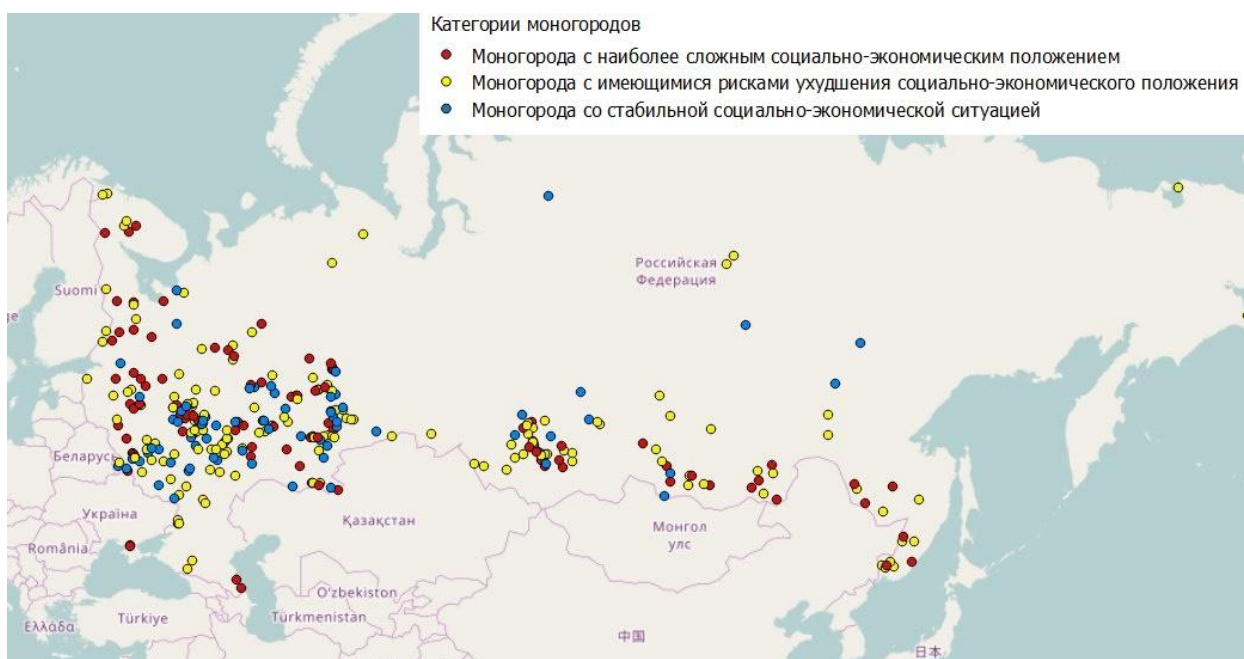 Категории моногородов
Моногорода с наиболее сложным социально-экономическим положением
Моногорода с имеющимися рисками ухудшения социально-экономического положения
Моногорода со стабильной социально-экономической ситуацией
Российская
Федерация
Suomi
Беларусь
Україна
Қазақстан
Монгол
улс
România
O'zbekiston
Türkiye
Türkmenistan
Ελλάδα
中国
日本